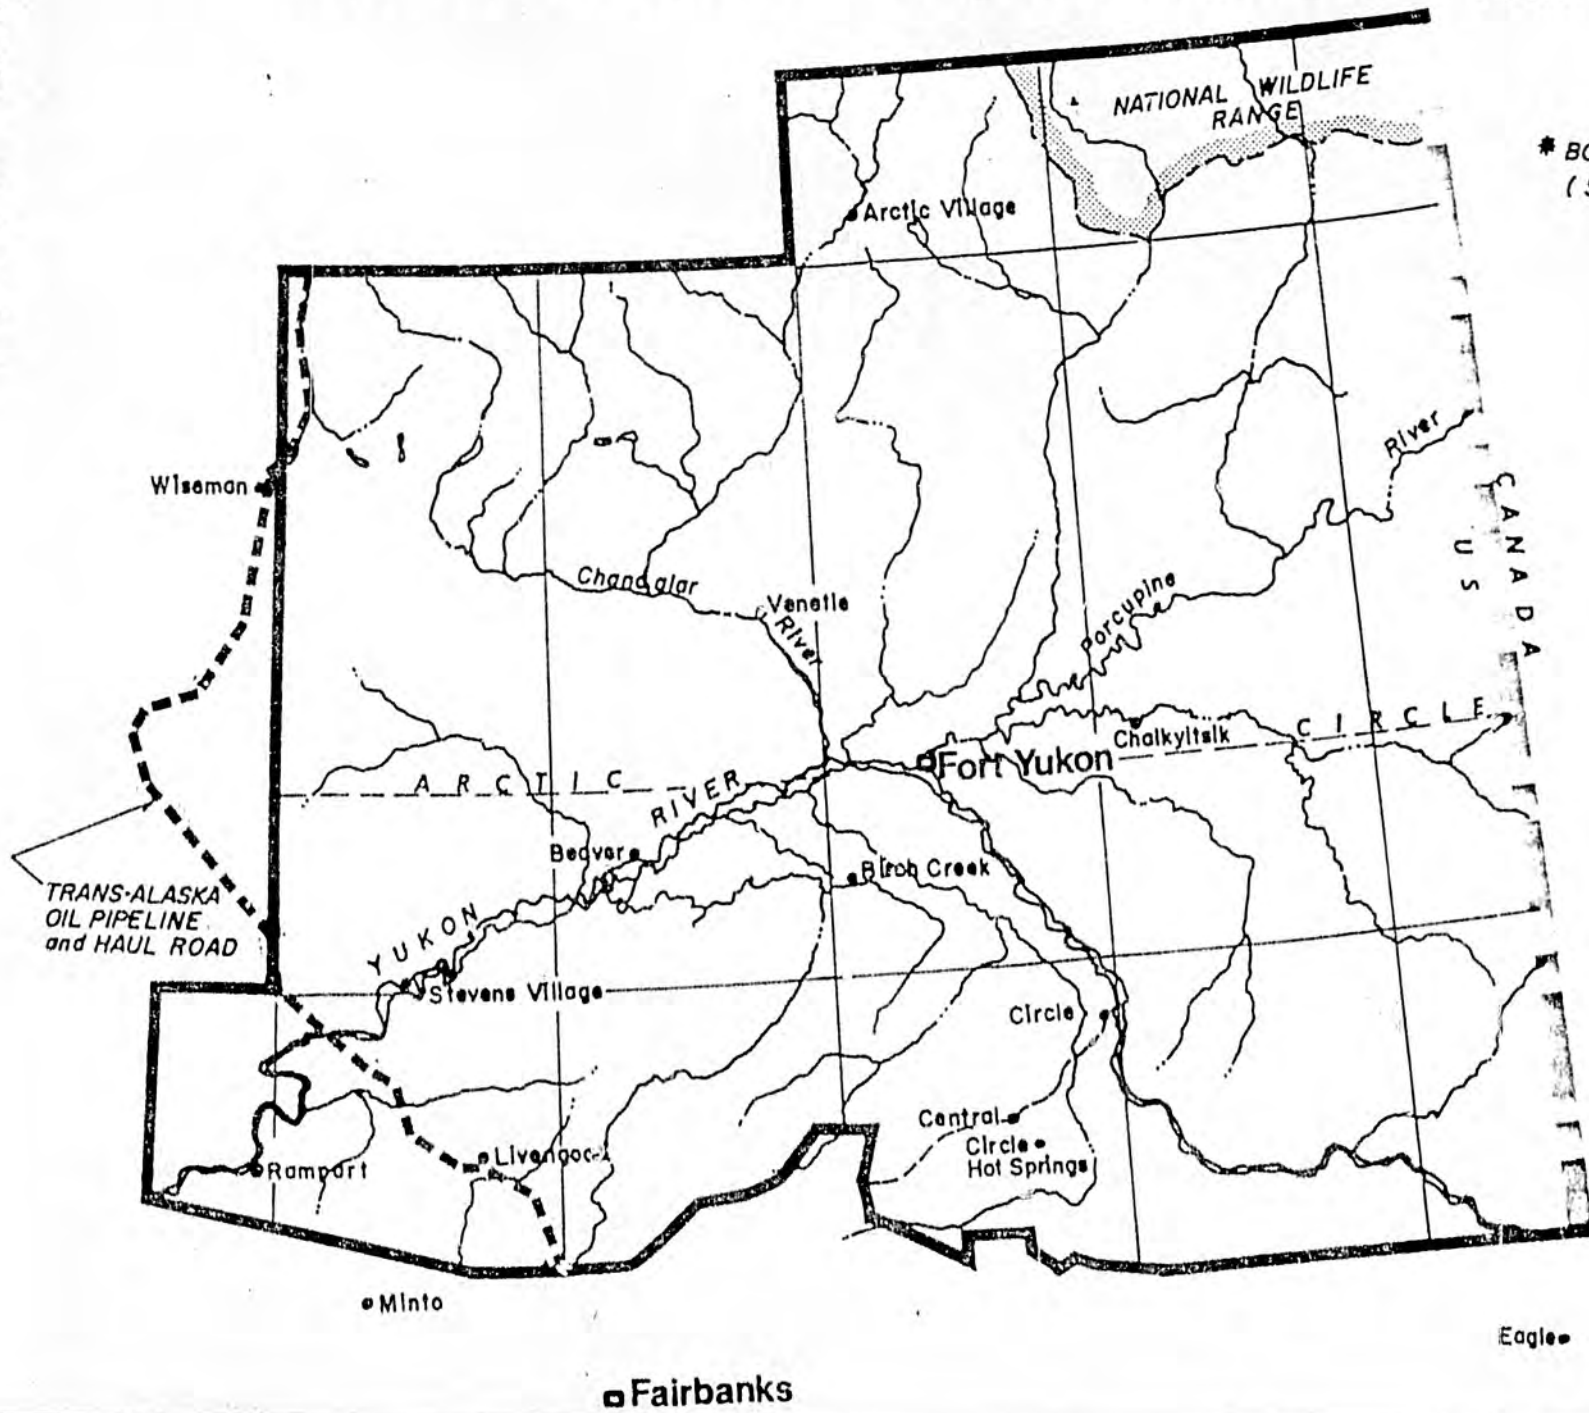 NATIONAL WILDLIFE
RANGE
*
Arctic Village
River
Wiseman
CANADA
US
Chandalar
River
Venetie
Porcupine
ARCTIC
CIRCLE
Chalkyitsik
Fort Yukon
YUKON RIVER
Beaver
Birch Creek
TRANS-ALASKA
OIL PIPELINE
and HAUL ROAD
Stevens Village
Circle
Central
Circle
Hot Springs
Rampart
Minto
Eagle
Fairbanks